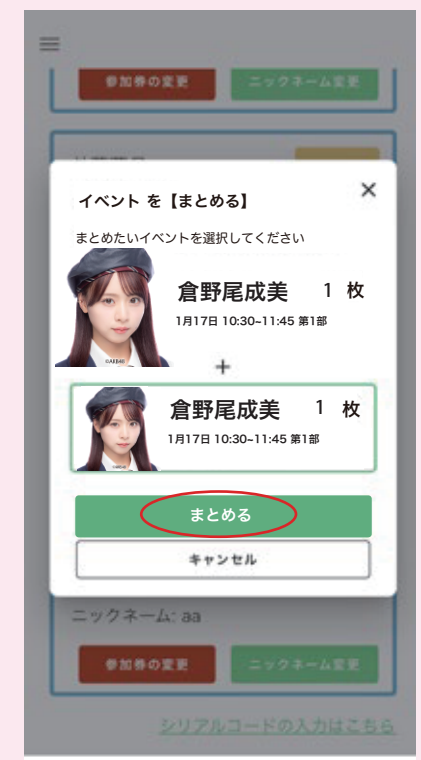 参加券の変更 ニックネーム変更
イベント を【まとめる】 ×
まとめたいイベントを選択してください
倉野尾成美 1 枚
1月17日 10:30~11:45 第1部
©AKB48
+
倉野尾成美 1 枚
1月17日 10:30~11:45 第1部
まとめる
キャンセル
ニックネーム: aa
参加券の変更 ニックネーム変更
シリアルコードの入力はこちら